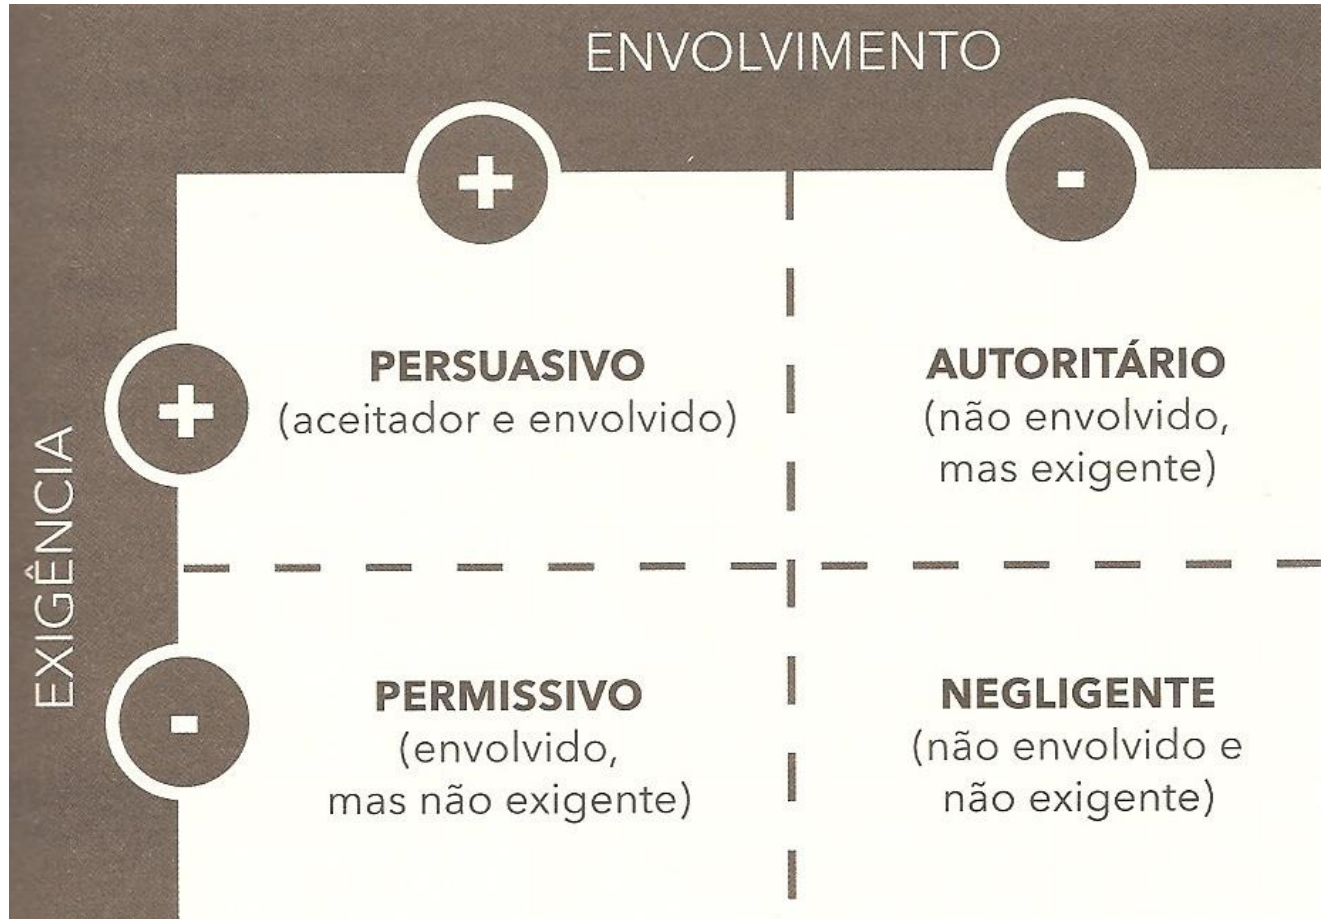 ENVOLVIMENTO
+
-
EXIGÊNCIA
+
PERSUASIVO
(aceitador e envolvido)
AUTORITÁRIO
(não envolvido,
mas exigente)
-
PERMISSIVO
(envolvido,
mas não exigente)
NEGLIGENTE
(não envolvido e
não exigente)